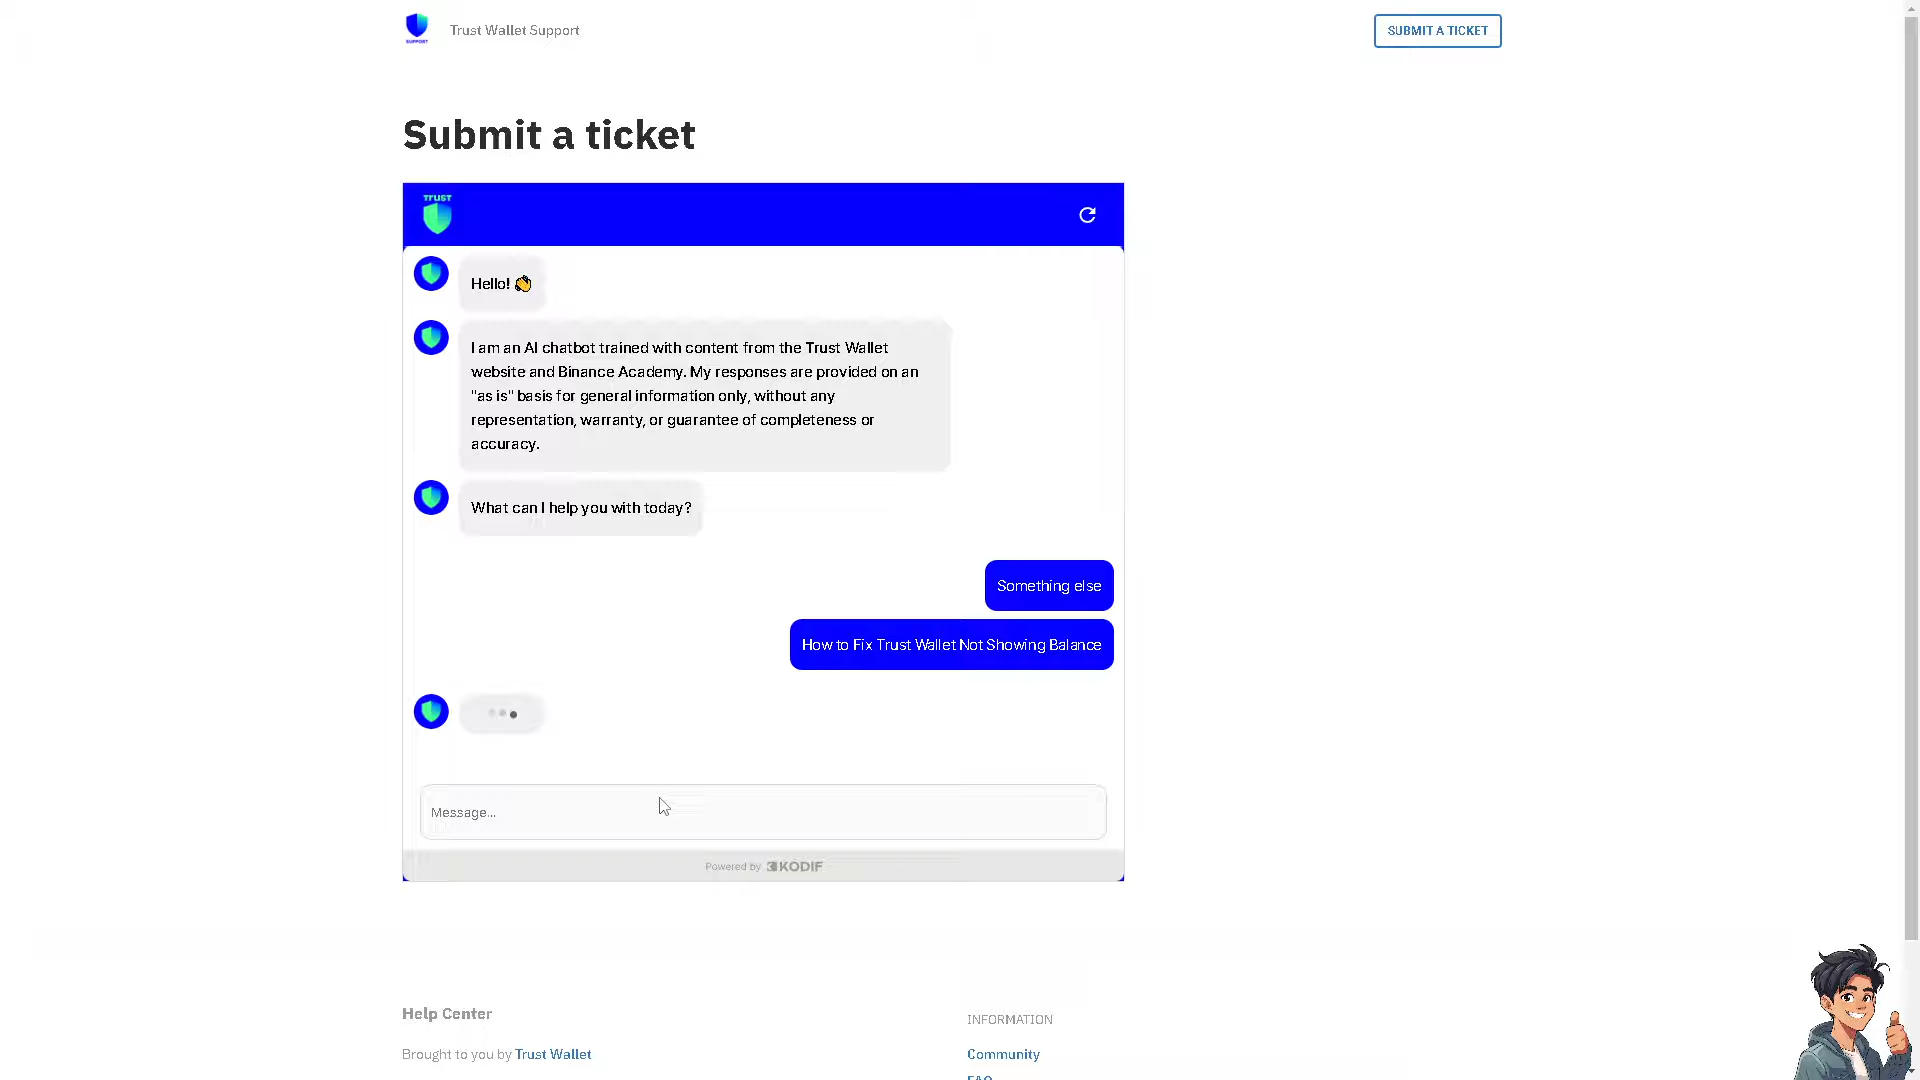 SUPPORT
Trust Wallet Support
SUBMIT A TICKET
Submit a ticket
TRUST
Hello! 👋
I am an AI chatbot trained with content from the Trust Wallet
website and Binance Academy. My responses are provided on an
"as is" basis for general information only, without any
representation, warranty, or guarantee of completeness or
accuracy.
What can I help you with today?
Something else
How to Fix Trust Wallet Not Showing Balance
Message...
Powered by KODIF
Help Center
INFORMATION
Brought to you by Trust Wallet
Community
FAQ